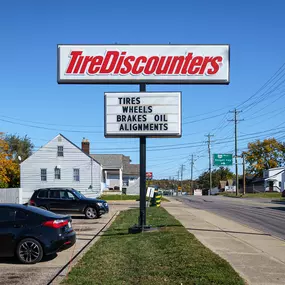 TireDiscounters
TIRES
WHEELS
BRAKES OIL
ALIGNMENTS